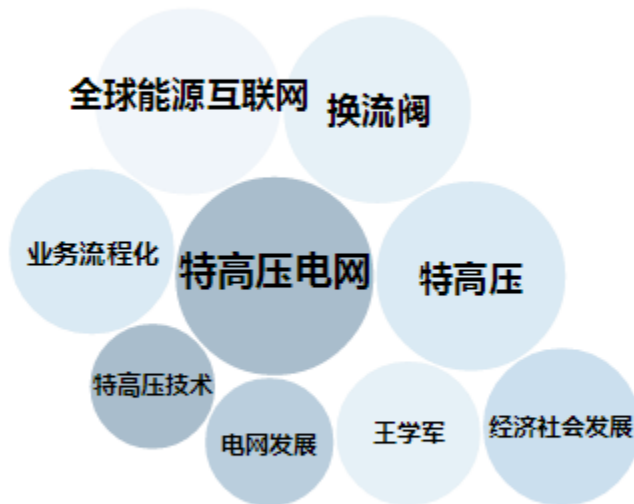 全球能源互联网
换流阀
业务流程化
特高压电网
特高压
特高压技术
电网发展
王学军
经济社会发展